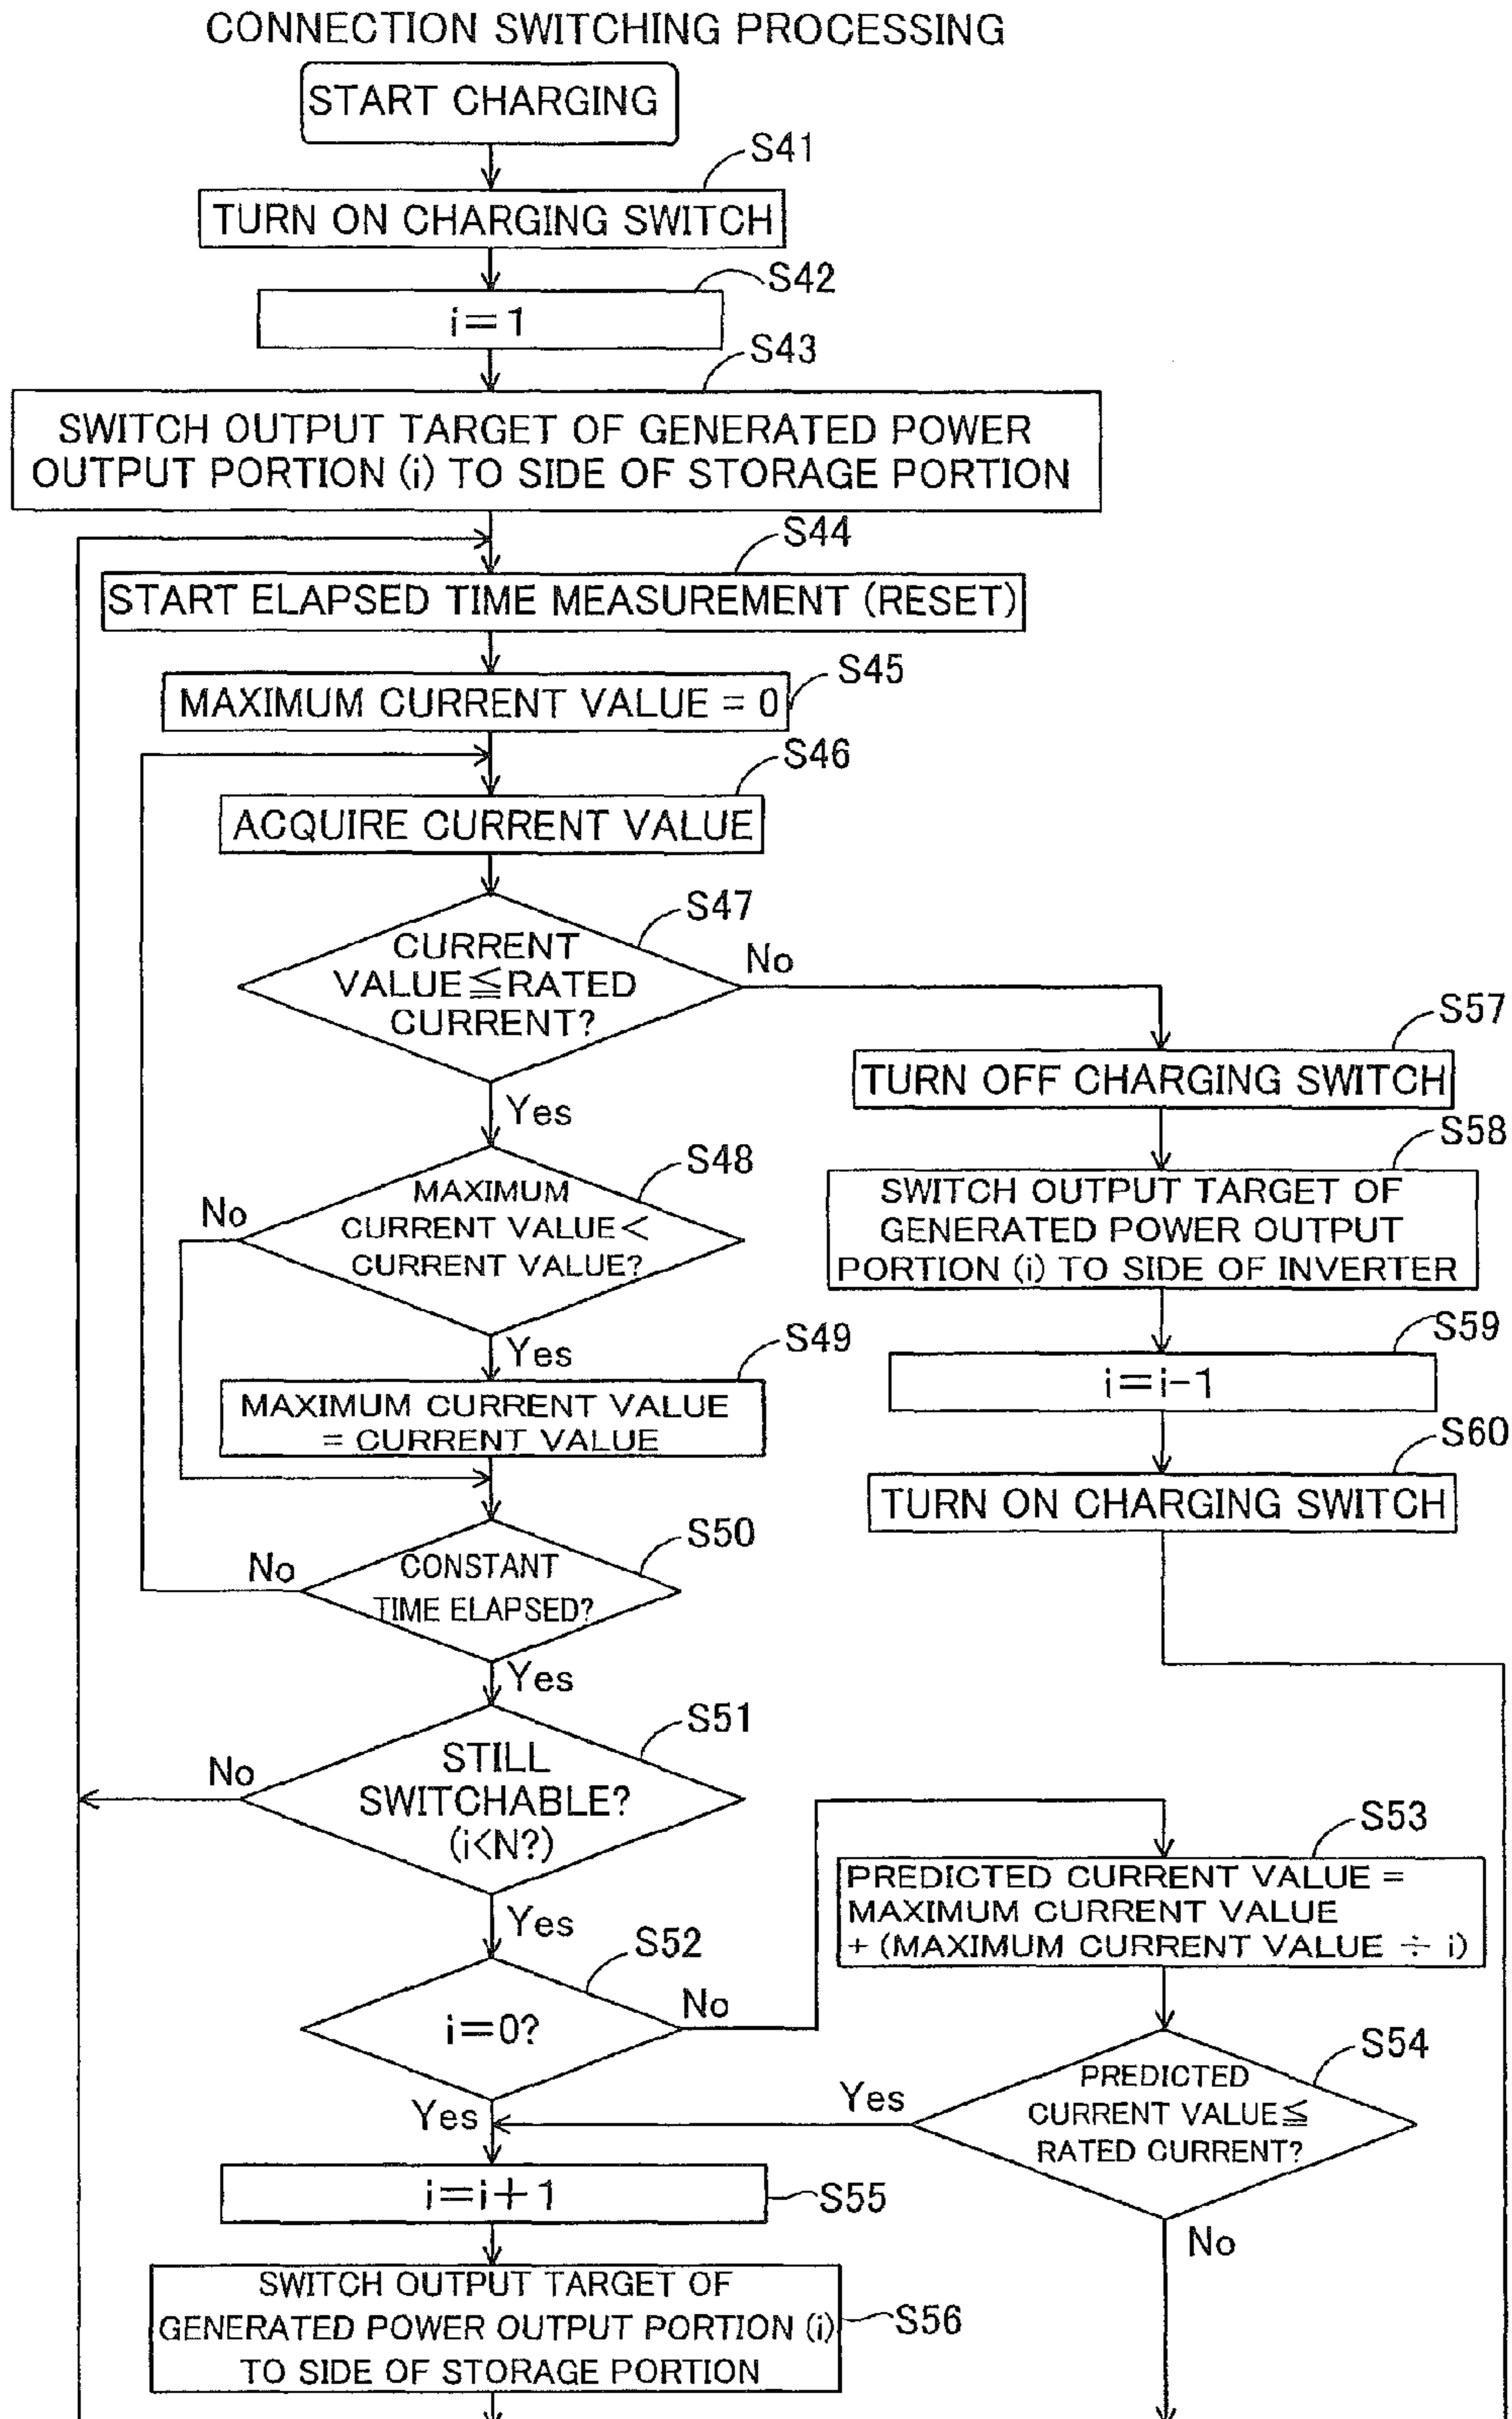 CONNECTION SWITCHING PROCESSING
START CHARGING
S41
TURN ON CHARGING SWITCH
S42
i=1
S43
SWITCH OUTPUT TARGET OF GENERATED POWER
OUTPUT PORTION (i) TO SIDE OF STORAGE PORTION
S44
START ELAPSED TIME MEASUREMENT (RESET)
S45
MAXIMUM CURRENT VALUE = 0
S46
ACQUIRE CURRENT VALUE
S47
CURRENT
VALUE≦RATED
CURRENT?
No
Yes
S57
TURN OFF CHARGING SWITCH
S58
SWITCH OUTPUT TARGET OF
GENERATED POWER OUTPUT
PORTION (i) TO SIDE OF INVERTER
S59
i=i-1
S60
TURN ON CHARGING SWITCH
S48
MAXIMUM
CURRENT VALUE<
CURRENT VALUE?
No
Yes
S49
MAXIMUM CURRENT VALUE
= CURRENT VALUE
S50
CONSTANT
TIME ELAPSED?
No
Yes
S51
STILL
SWITCHABLE?
(i<N?)
No
Yes
S52
i=0?
No
Yes
S53
PREDICTED CURRENT VALUE =
MAXIMUM CURRENT VALUE
+ (MAXIMUM CURRENT VALUE ÷ i)
S54
PREDICTED
CURRENT VALUE≦
RATED CURRENT?
Yes
No
S55
i=i+1
S56
SWITCH OUTPUT TARGET OF
GENERATED POWER OUTPUT PORTION (i)
TO SIDE OF STORAGE PORTION